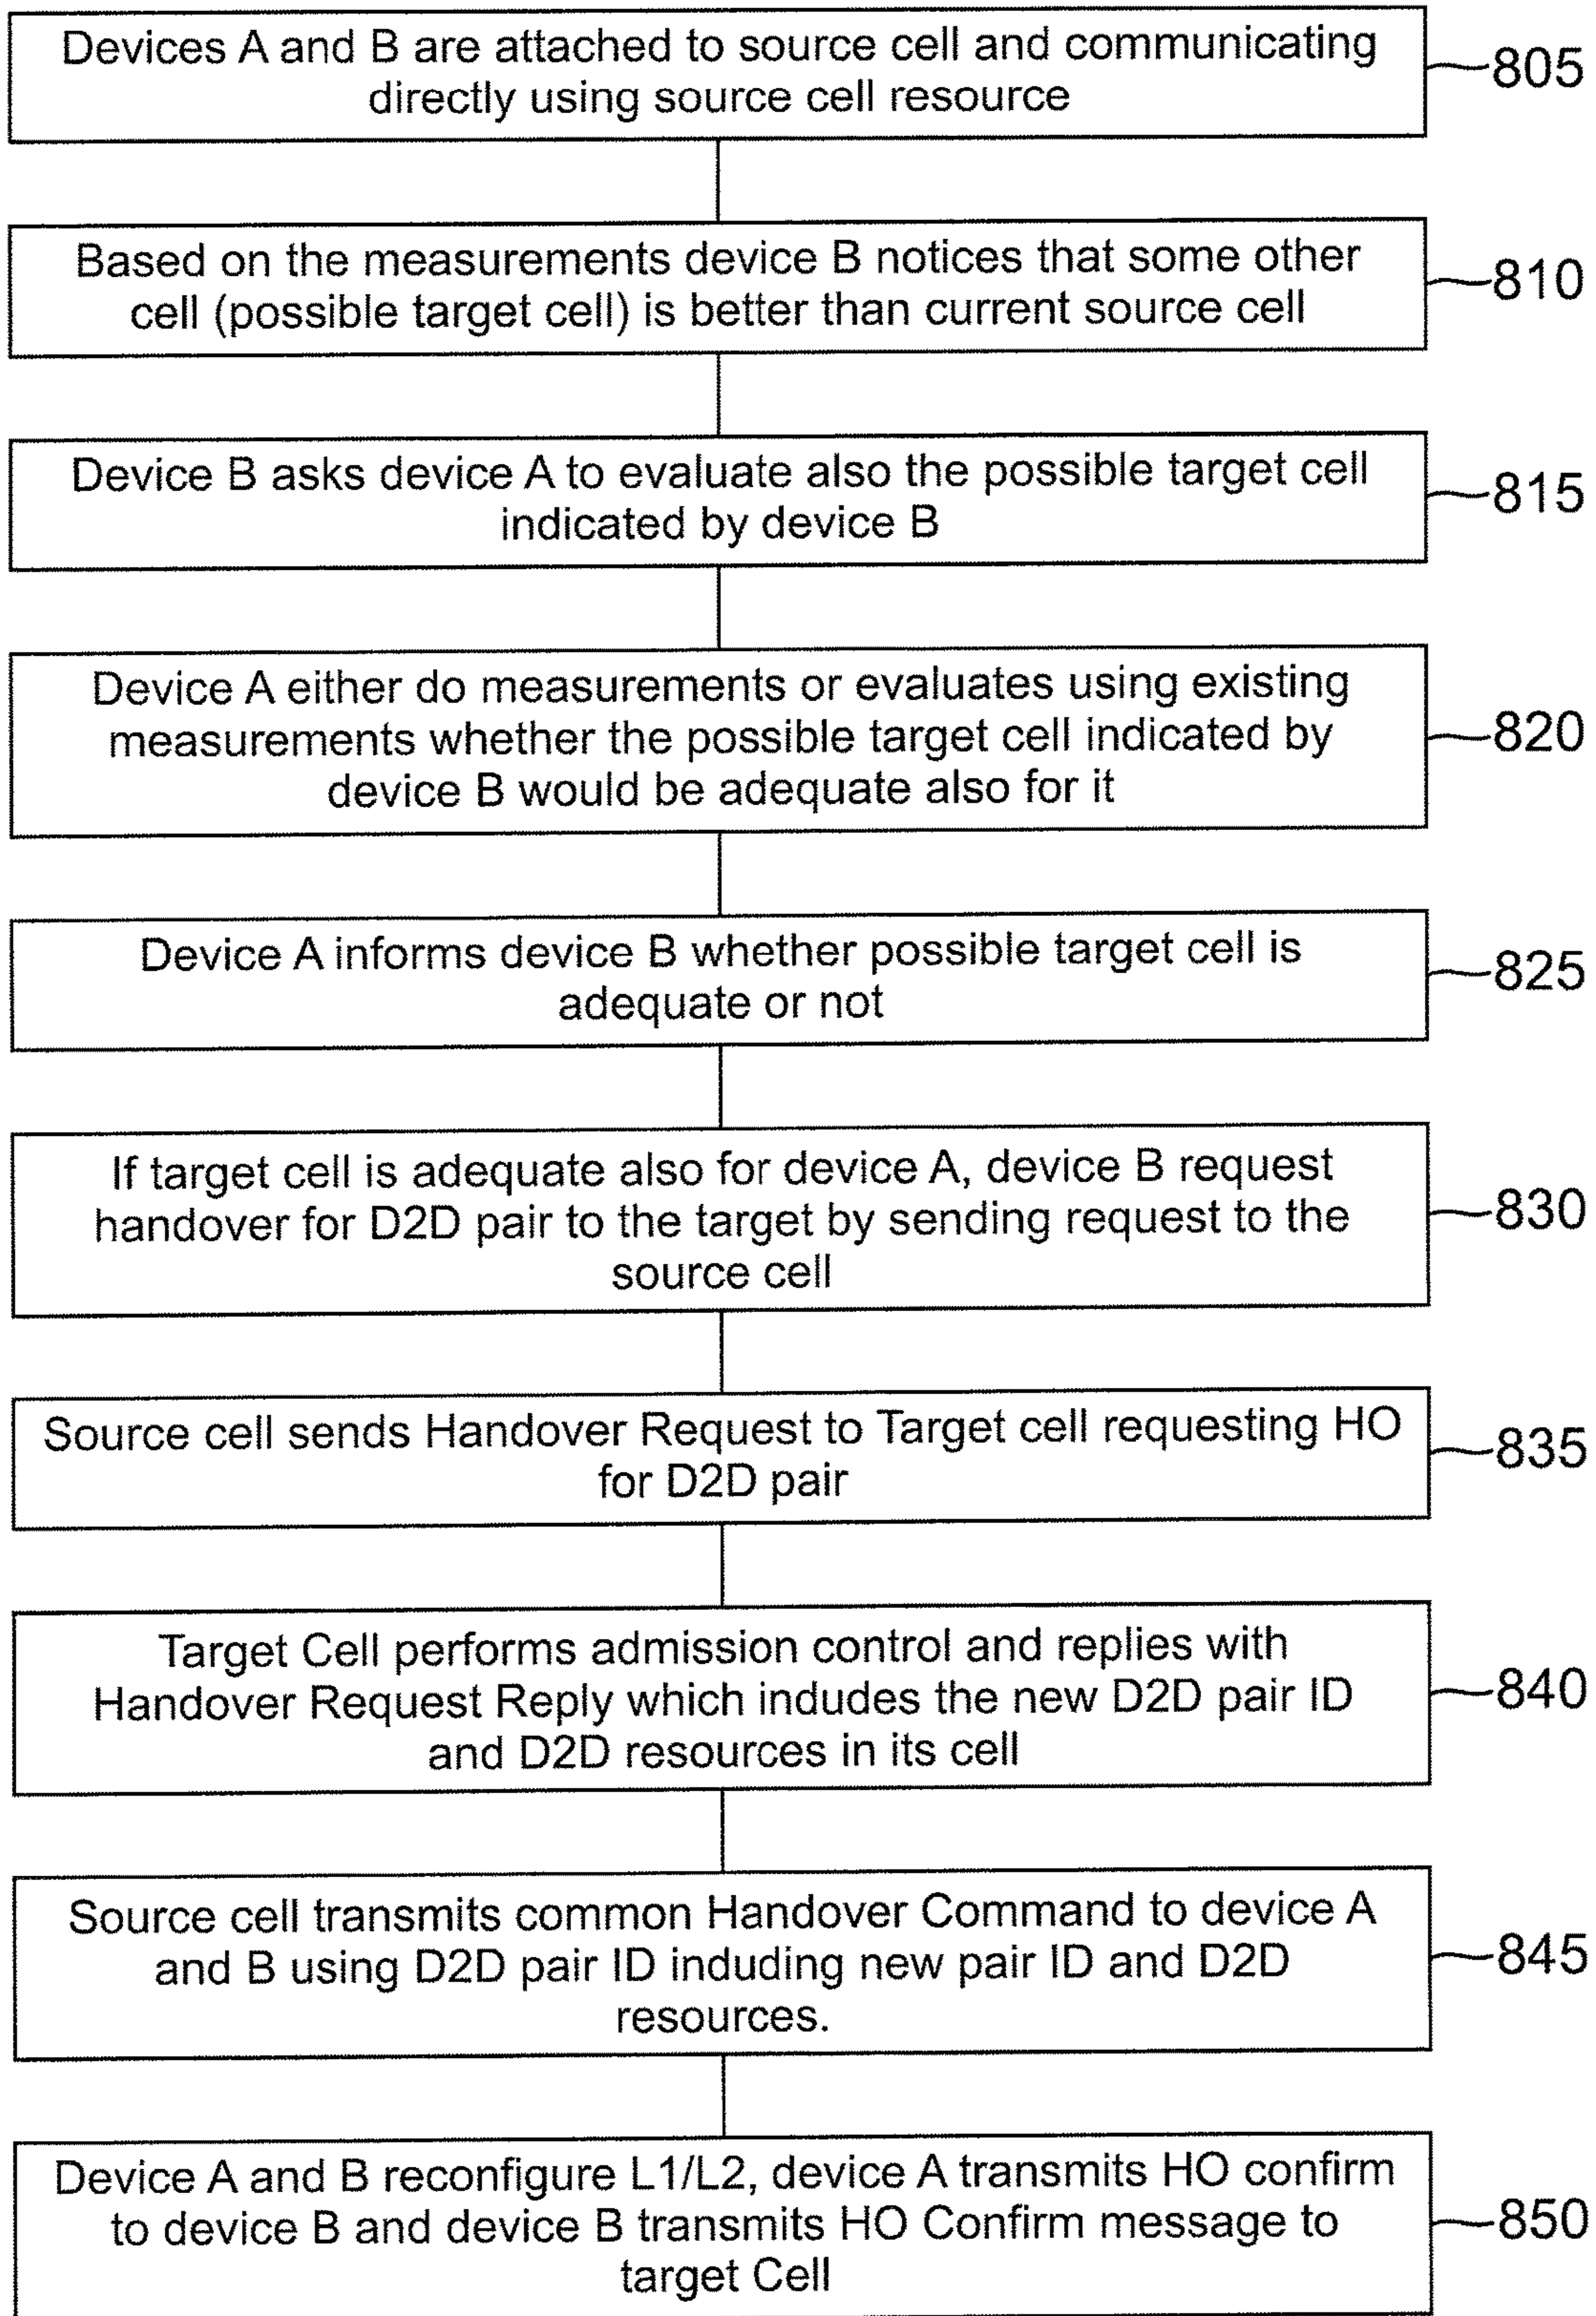 Devices A and B are attached to source cell and communicating
directly using source cell resource
805
Based on the measurements device B notices that some other
cell (possible target cell) is better than current source cell
810
Device B asks device A to evaluate also the possible target cell
indicated by device B
815
Device A either do measurements or evaluates using existing
measurements whether the possible target cell indicated by
device B would be adequate also for it
820
Device A informs device B whether possible target cell is
adequate or not
825
If target cell is adequate also for device A, device B request
handover for D2D pair to the target by sending request to the
source cell
830
Source cell sends Handover Request to Target cell requesting HO
for D2D pair
835
Target Cell performs admission control and replies with
Handover Request Reply which indudes the new D2D pair ID
and D2D resources in its cell
840
Source cell transmits common Handover Command to device A
and B using D2D pair ID induding new pair ID and D2D
resources.
845
Device A and B reconfigure L1/L2, device A transmits HO confirm
to device B and device B transmits HO Confirm message to
target Cell
850